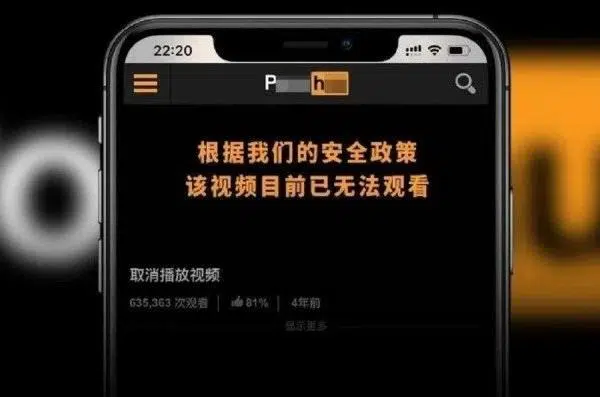 22:20
P h
根据我们的安全政策
该视频目前已无法观看
取消播放视频
635,363 次观看 81% 4年前
显示更多